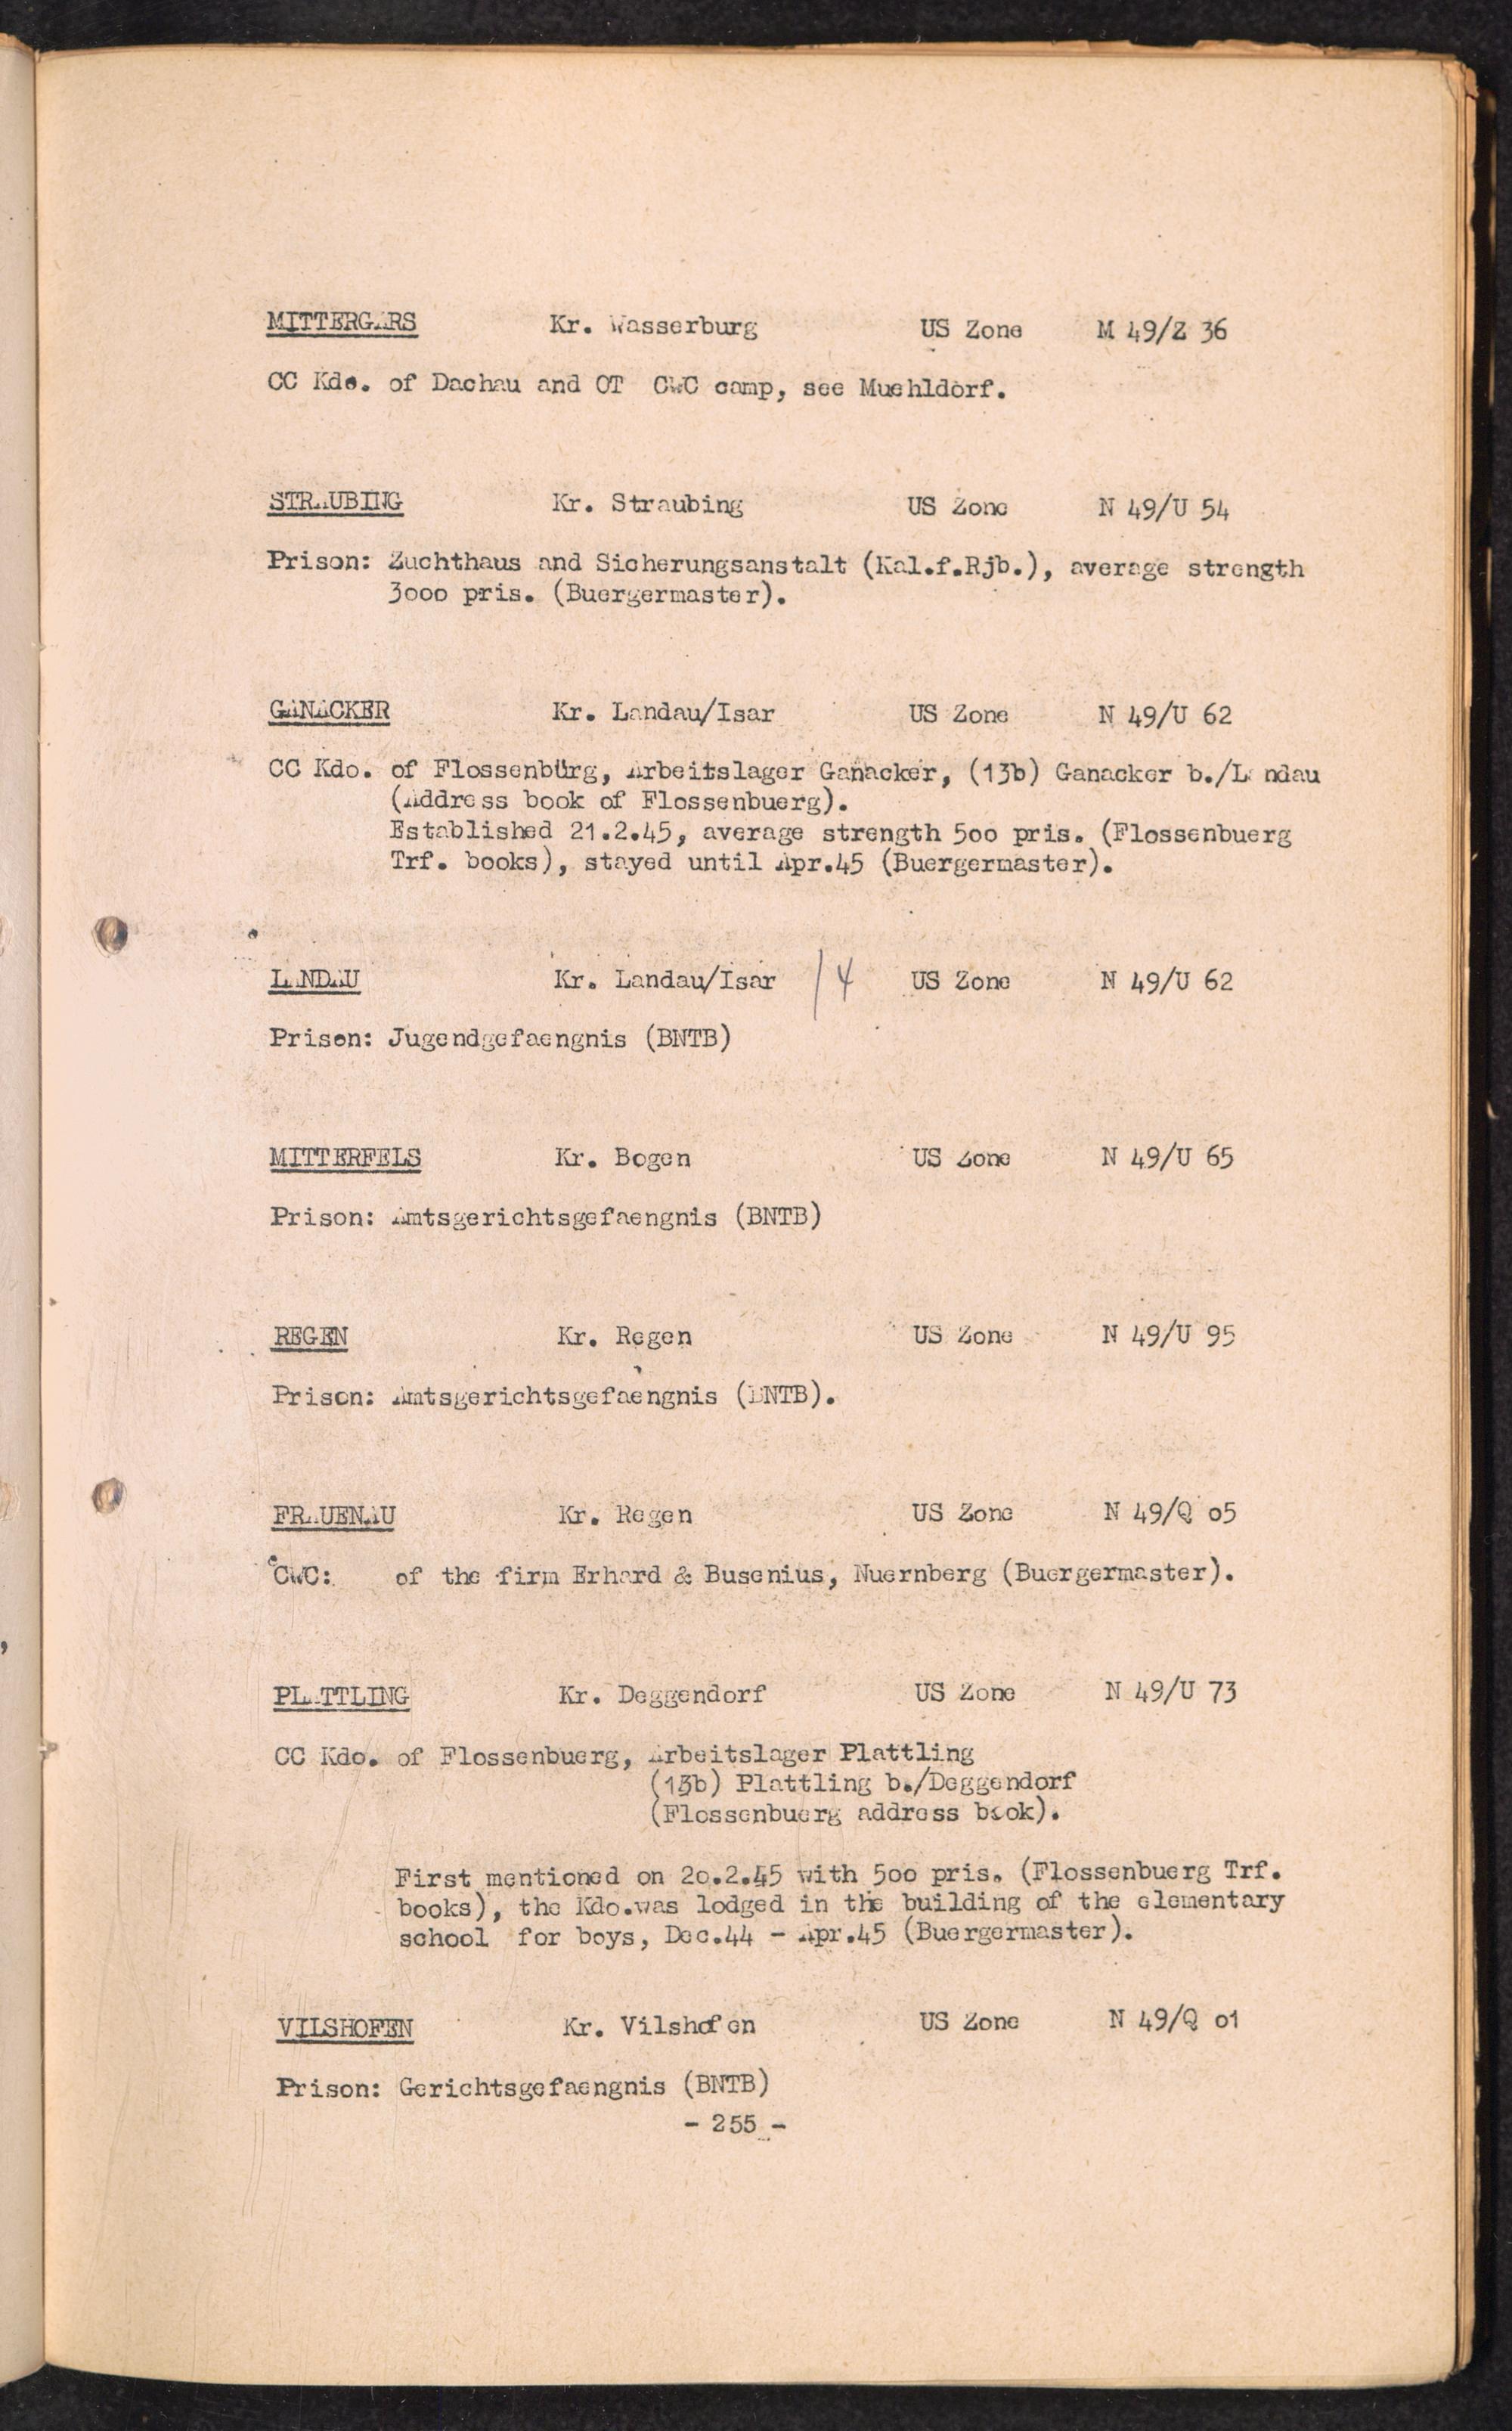 MITTERGARS Kr. Wasserburg US Zone M 49/Z 36
CC Kdo. of Dachau and OT CWC camp, see Muehldorf.
STRAUBING Kr. Straubing US Zone N 49/U 54
Prison: Zuchthaus and Sicherungsanstalt (Kal.f.Rjb.), average strength
3ooo pris. (Buergermaster).
GANACKER Kr. Landau/Isar US Zone N 49/U 62
CC Kdo. of Flossenbürg, Arbeitslager Ganacker, (13b) Ganacker b./Landau
(Address book of Flossenbuerg).
Established 21.2.45, average strength 5oo pris. (Flossenbuerg
Trf. books), stayed until Apr.45 (Buergermaster).
LANDAU Kr. Landau/Isar / 4 US Zone N 49/U 62
Prison: Jugendgefaengnis (BNTB)
MITTERFELS Kr. Bogen US Zone N 49/U 65
Prison: Amtsgerichtsgefaengnis (BNTB)
REGEN Kr. Regen US Zone N 49/U 95
Prison: Amtsgerichtsgefaengnis (BNTB).
FRAUENAU Kr. Regen US Zone N 49/Q o5
CWC: of the firm Erhard & Busenius, Nuernberg (Buergermaster).
PLATTLING Kr. Deggendorf US Zone N 49/U 73
CC Kdo. of Flossenbuerg, Arbeitslager Plattling
(13b) Plattling b./Deggendorf
(Flossenbuerg address book).
First mentioned on 2o.2.45 with 5oo pris. (Flossenbuerg Trf.
books), the Kdo.was lodged in the building of the elementary
school for boys, Dec.44 - Apr.45 (Buergermaster).
VILSHOFEN Kr. Vilshofen US Zone N 49/Q o1
Prison: Gerichtsgefaengnis (BNTB)
- 255 -